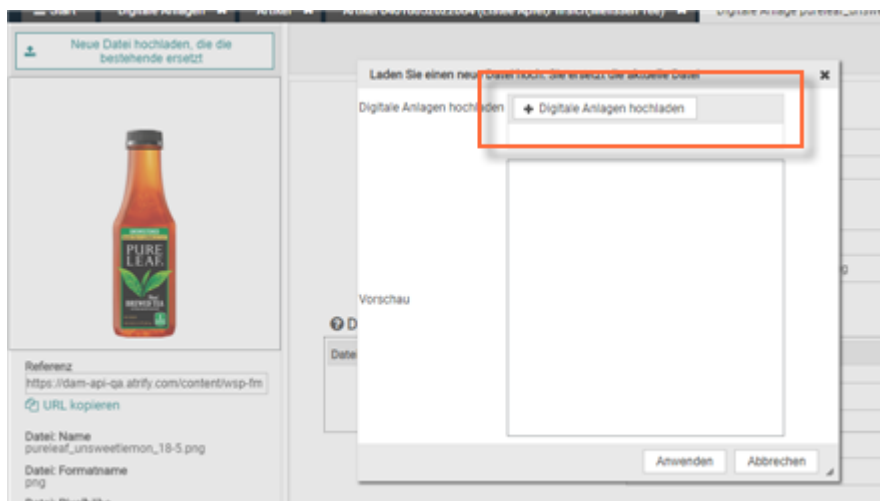 Start
Digitale Anlagen
Artikel
Neue Datei hochladen, die die
bestehende ersetzt
Laden Sie einen neue Datei hoch. Sie ersetzt die aktuelle Datei
Digitale Anlagen hochladen
+ Digitale Anlagen hochladen
PURE
LEAF
Vorschau
D
Date
Referenz
https://dam-api-qa.atrify.com/content/wsp-fm
URL kopieren
Datei: Name
pureleaf_unsweetlemon_18-5.png
Datei: Formatname
png
Anwenden
Abbrechen